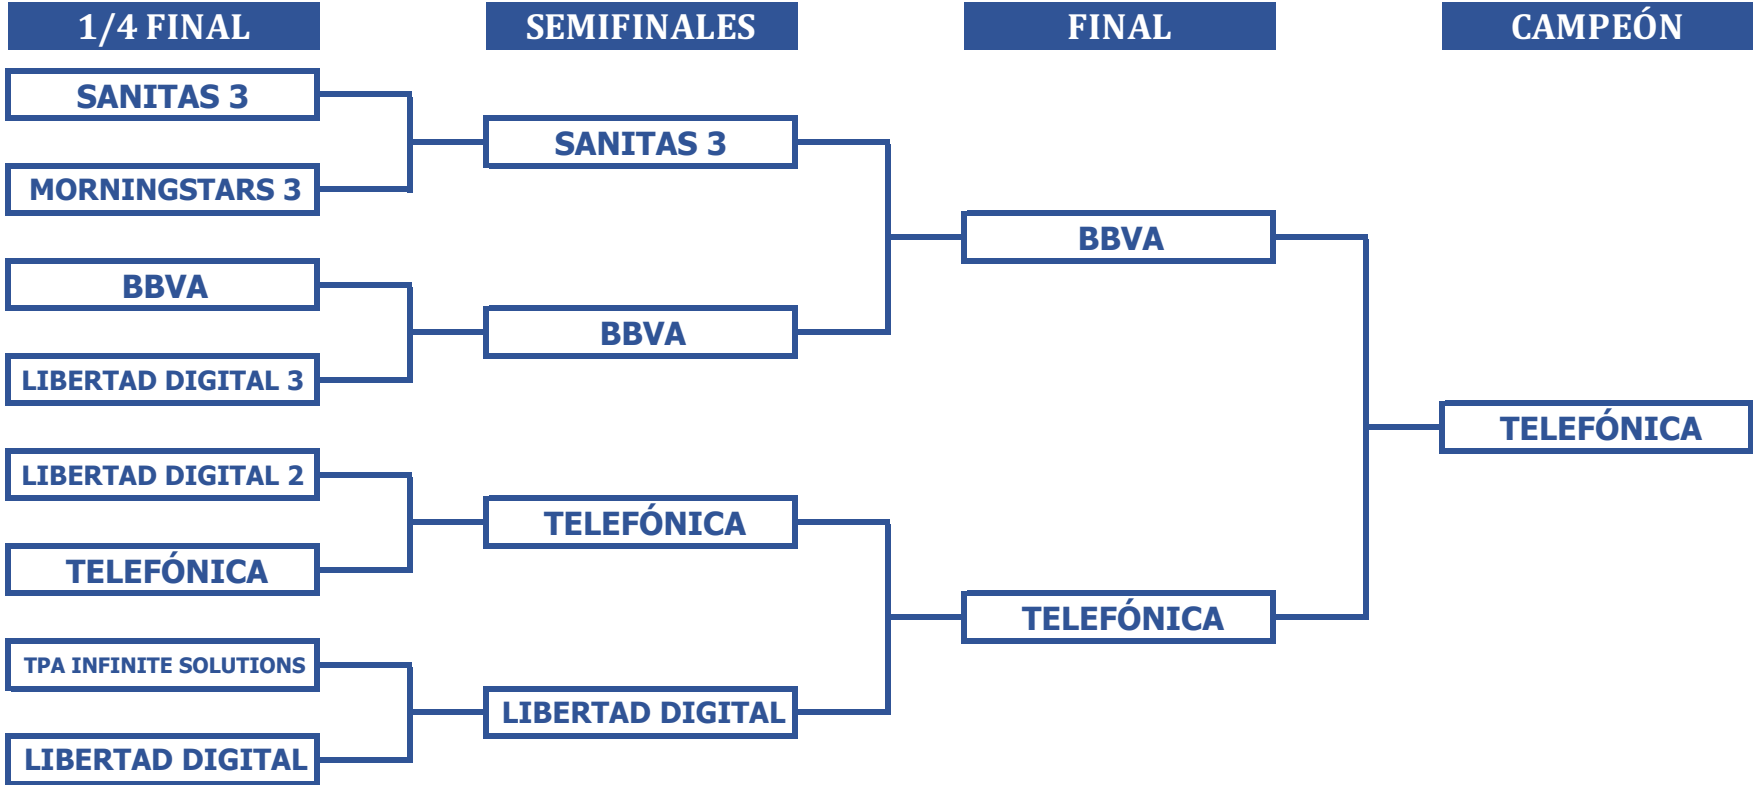 1/4 FINAL
SEMIFINALES
FINAL
CAMPEÓN
SANITAS 3
MORNINGSTARS 3
BBVA
LIBERTAD DIGITAL 3
LIBERTAD DIGITAL 2
TELEFÓNICA
TPA INFINITE SOLUTIONS
LIBERTAD DIGITAL
SANITAS 3
BBVA
TELEFÓNICA
LIBERTAD DIGITAL
BBVA
TELEFÓNICA
TELEFÓNICA